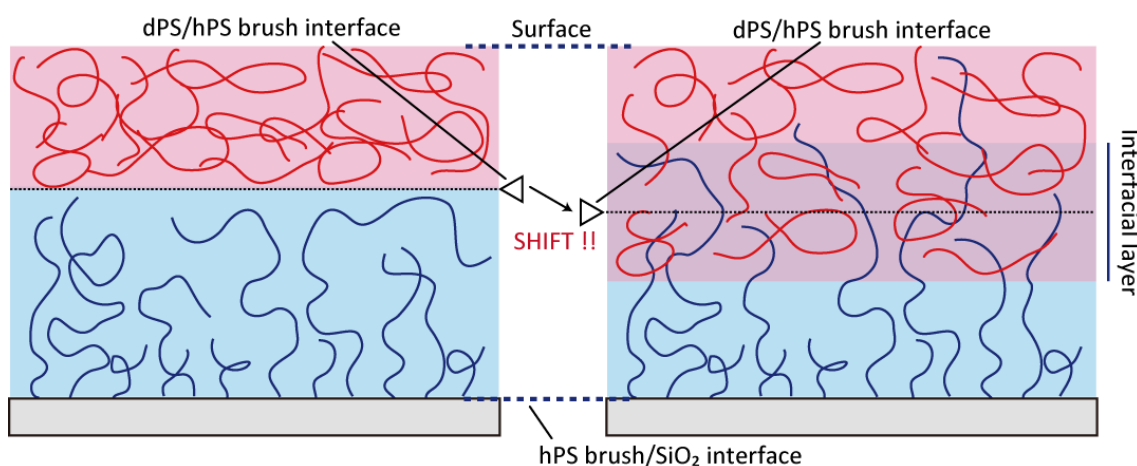 dPS/hPS brush interface
Surface
dPS/hPS brush interface
SHIFT !!
Interfacial layer
hPS brush/SiO₂ interface